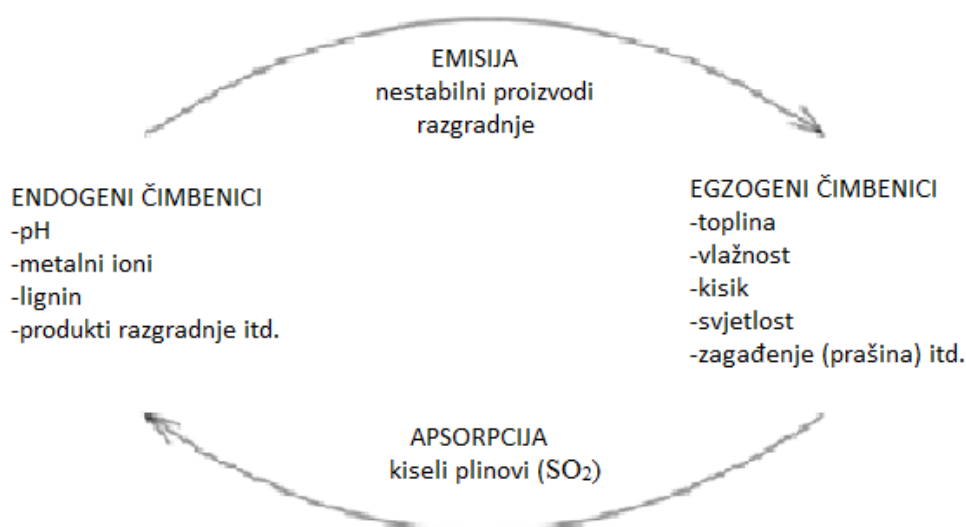 EMISIJA
nestabilni proizvodi
razgradnje
ENDOGENI ČIMBENICI
-pH
-metalni ioni
-lignin
-produkti razgradnje itd.
EGZOGENI ČIMBENICI
-toplina
-vlažnost
-kisik
-svjetlost
-zagađenje (prašina) itd.
APSORPCIJA
kiseli plinovi (SO₂)